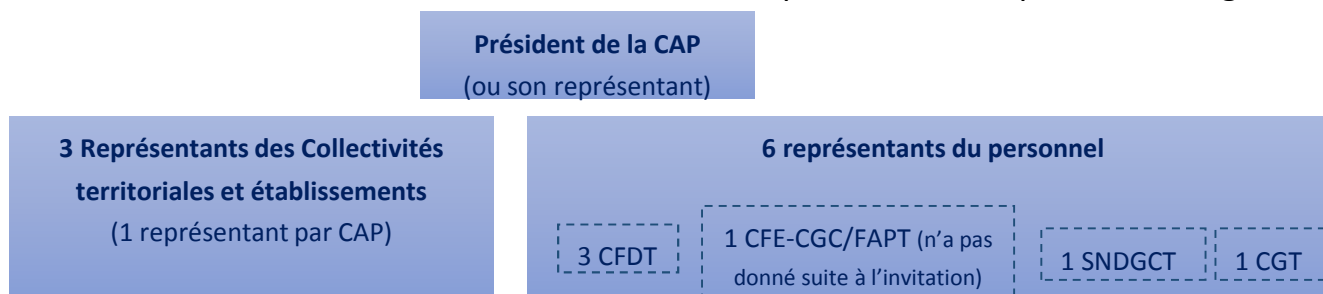 Président de la CAP
(ou son représentant)
3 Représentants des Collectivités
territoriales et établissements
(1 représentant par CAP)
6 représentants du personnel
3 CFDT
1 CFE-CGC/FAPT (n’a pas
donné suite à l’invitation)
1 SNDGCT
1 CGT